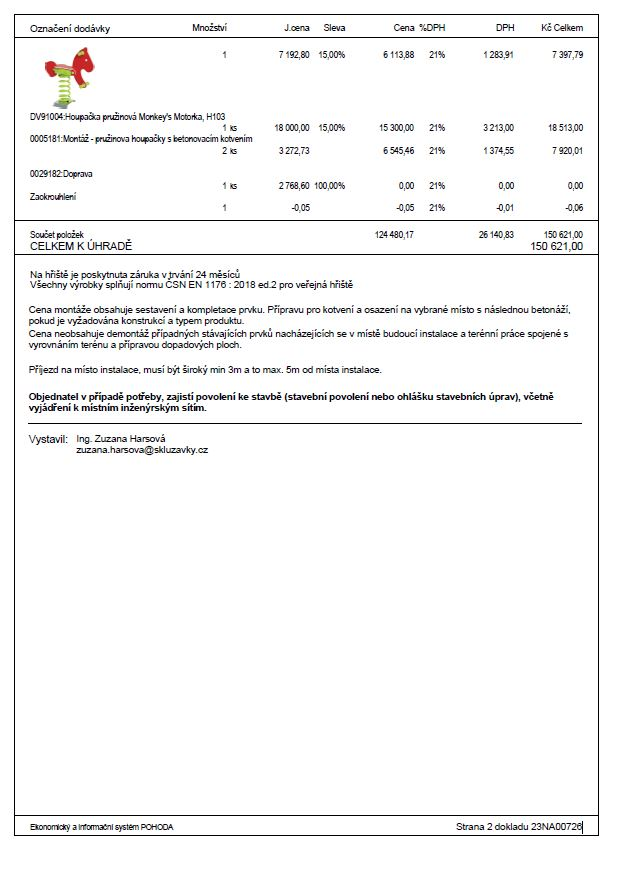 Označení dodávky Množství J.cena Sleva Cena %DPH DPH Kč Celkem
1 7 192,80 15,00% 6 113,88 21% 1 283,91 7 397,79
DV91004:Houpačka pružinová Monkey's Motorka, H103
1 ks 18 000,00 15,00% 15 300,00 21% 3 213,00 18 513,00
0005181:Montáž - pružinova houpačky s betonovacím kotvením
2 ks 3 272,73 6 545,46 21% 1 374,55 7 920,01
0029182:Doprava
1 ks 2 768,60 100,00% 0,00 21% 0,00 0,00
Zaokrouhlení
1 -0,05 -0,05 21% -0,01 -0,06
Součet položek 124 480,17 26 140,83 150 621,00
CELKEM K ÚHRADĚ 150 621,00
Na hřiště je poskytnuta záruka v trvání 24 měsíců
Všechny výrobky splňují normu ČSN EN 1176 : 2018 ed.2 pro veřejná hřiště
Cena montáže obsahuje sestavení a kompletace prvku. Přípravu pro kotvení a osazení na vybrané místo s následnou betonáží,
pokud je vyžadována konstrukcí a typem produktu.
Cena neobsahuje demontáž případných stávajících prvků nacházejících se v místě budoucí instalace a terénní práce spojené s
vyrovnáním terénu a přípravou dopadových ploch.
Příjezd na místo instalace, musí být široký min 3m a to max. 5m od místa instalace.
Objednatel v případě potřeby, zajistí povolení ke stavbě (stavební povolení nebo ohlášku stavebních úprav), včetně
vyjádření k místním inženýrským sítím.
Vystavil: Ing. Zuzana Harsová
zuzana.harsova@skluzavky.cz
Ekonomický a informační systém POHODA Strana 2 dokladu 23NA00726